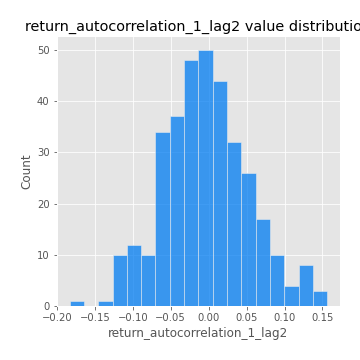 return_autocorrelation_1_lag2 value distributio
50
40
30
20
10
0
Count
−0.20 −0.15 −0.10 −0.05 0.00 0.05 0.10 0.15
return_autocorrelation_1_lag2